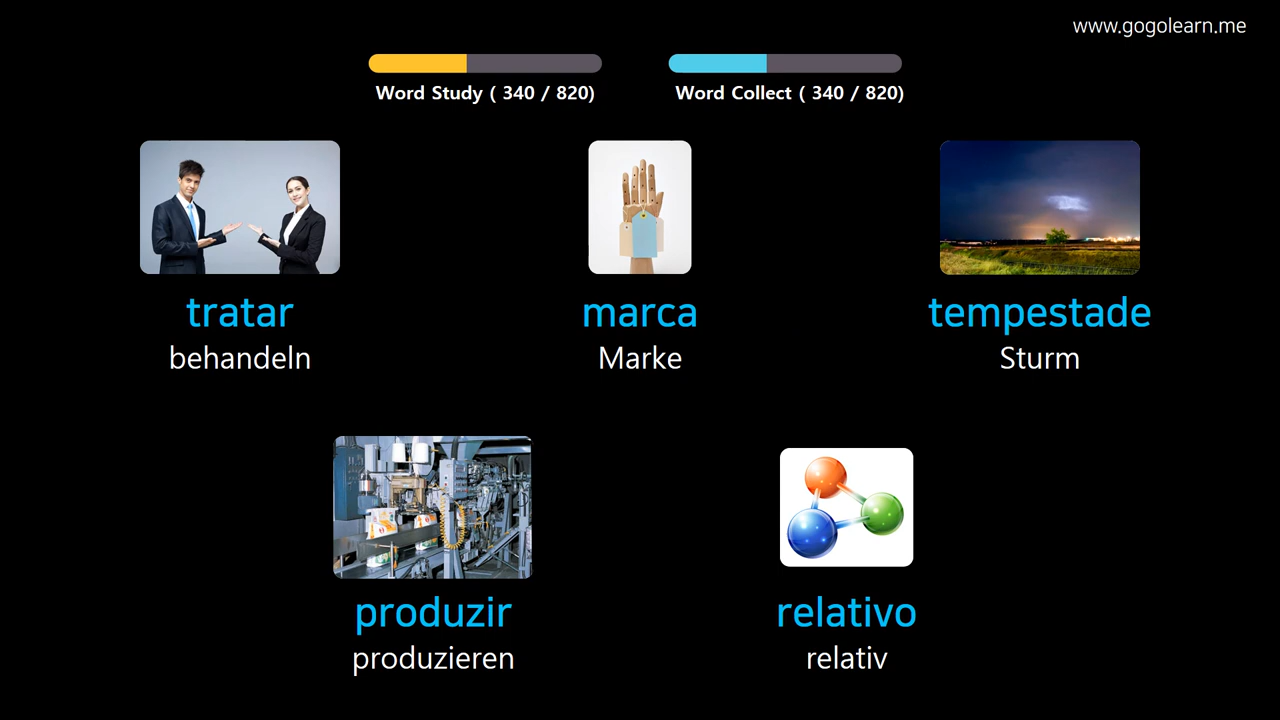 www.gogolearn.me
Word Study ( 340 / 820)
Word Collect ( 340 / 820)
tratar
behandeln
marca
Marke
tempestade
Sturm
produzir
produzieren
relativo
relativ